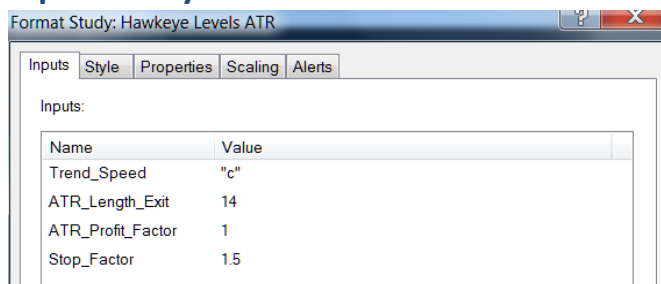 Format Study: Hawkeye Levels ATR
Inputs Style Properties Scaling Alerts
Inputs:
Name Value
Trend_Speed "c"
ATR_Length_Exit 14
ATR_Profit_Factor 1
Stop_Factor 1.5